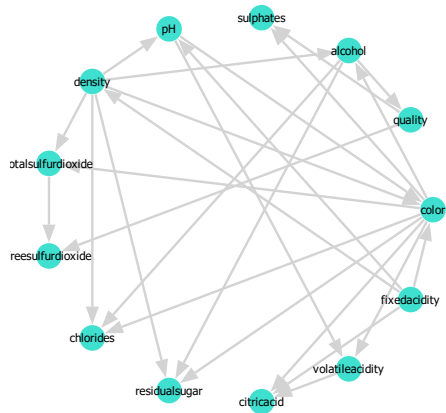 sulphates
pH
alcohol
density
quality
otalsulfurdioxide
color
reesulfurdioxide
fixedacidity
chlorides
volatileacidity
residualsugar
citricacid